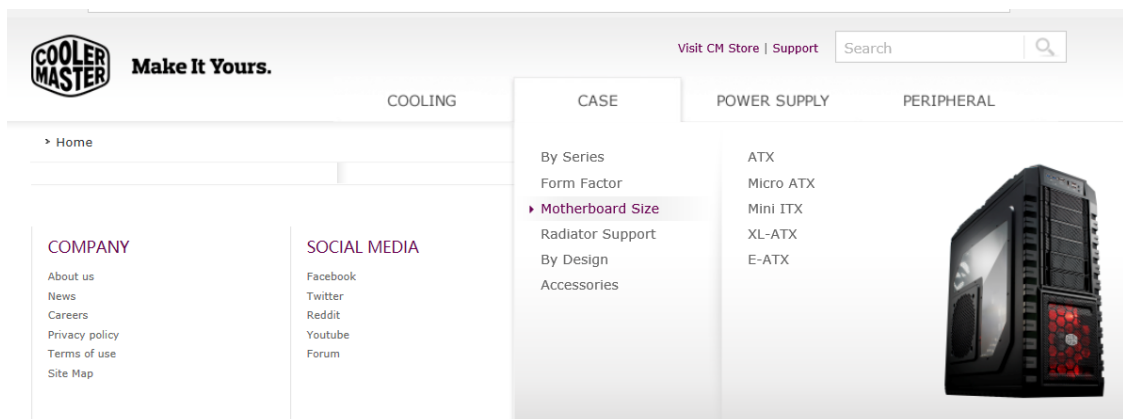 COOLER
MASTER
Make It Yours.
Visit CM Store | Support
Search
COOLING
CASE
POWER SUPPLY
PERIPHERAL
> Home
By Series
Form Factor
Motherboard Size
Radiator Support
By Design
Accessories
ATX
Micro ATX
Mini ITX
XL-ATX
E-ATX
COMPANY
About us
News
Careers
Privacy policy
Terms of use
Site Map
SOCIAL MEDIA
Facebook
Twitter
Reddit
Youtube
Forum